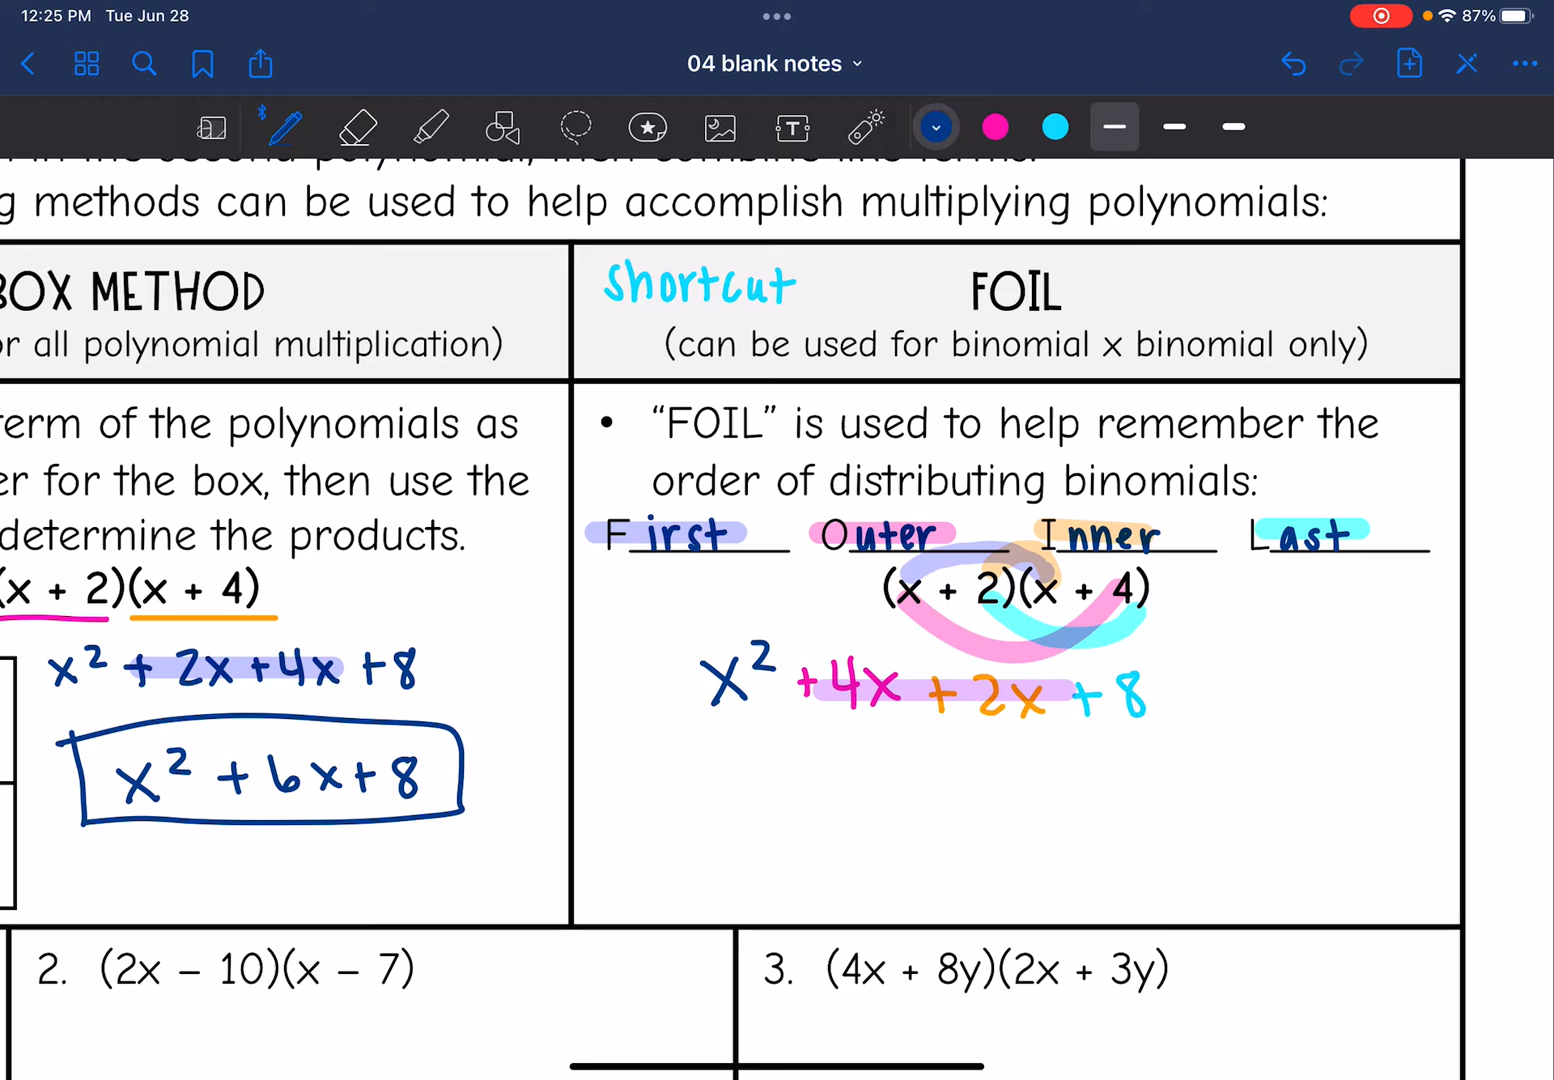 12:25 PM Tue Jun 28
87%
04 blank notes
g methods can be used to help accomplish multiplying polynomials:
BOX METHOD
or all polynomial multiplication)
shortcut FOIL
(can be used for binomial x binomial only)
term of the polynomials as
er for the box, then use the
determine the products.
(x + 2)(x + 4)
x² + 2x + 4x + 8
x² + 6x + 8
• “FOIL” is used to help remember the
order of distributing binomials:
First Outer Inner Last
(x + 2)(x + 4)
x² + 4x + 2x + 8
2. (2x – 10)(x – 7)
3. (4x + 8y)(2x + 3y)